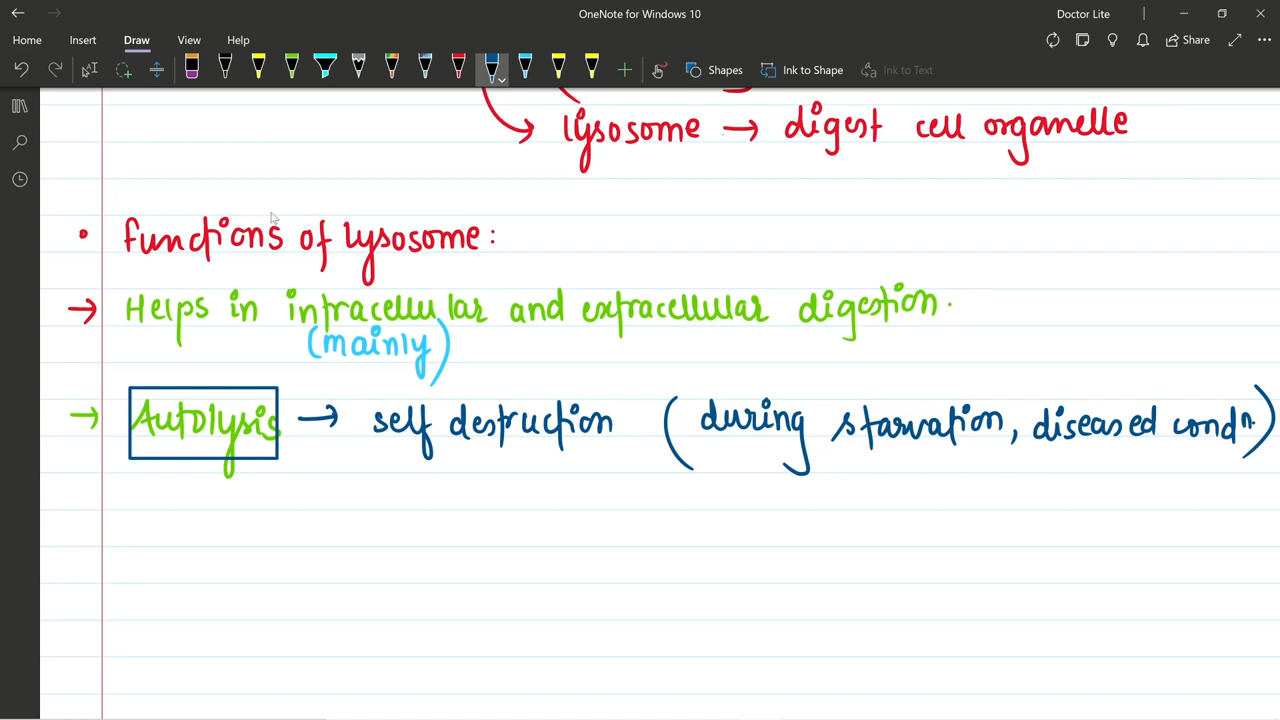 OneNote for Windows 10
Doctor Lite
Home Insert Draw View Help
Share
Shapes Ink to Shape Ink to Text
lysosome → digest cell organelle
• Functions of lysosome:
→ Helps in intracellular and extracellular digestion.
(mainly)
→ Autolysis → self destruction (during starvation, diseased condn.)